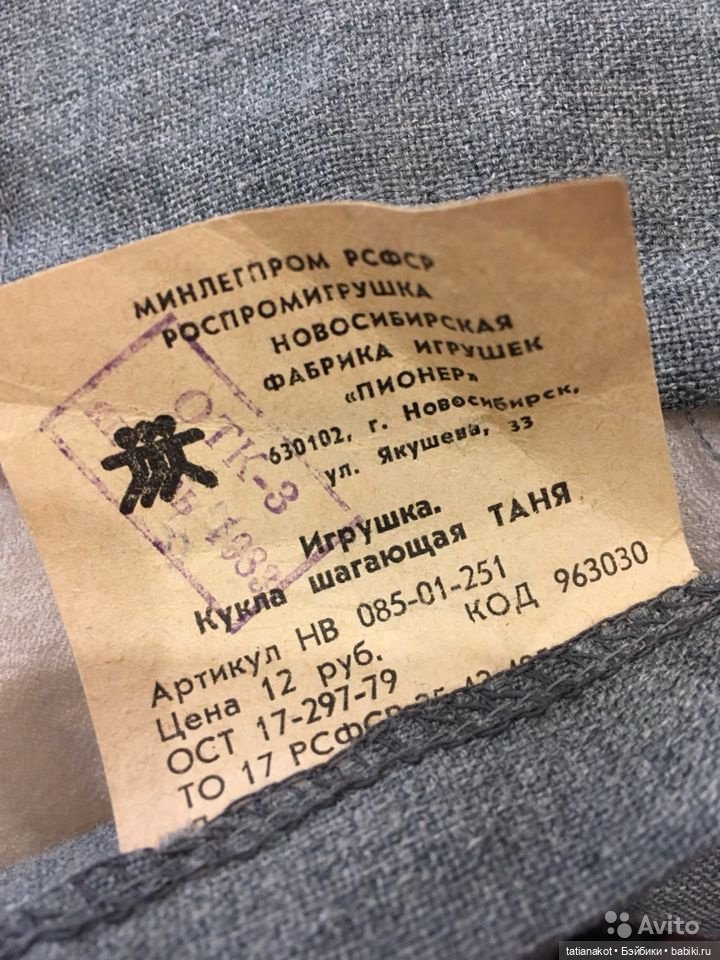 МИНЛЕГПРОМ РСФСР
РОСПРОМИГРУШКА
НОВОСИБИРСКАЯ
ФАБРИКА ИГРУШЕК
«ПИОНЕР»
630102, г. Новосибирск,
ул. Якушева, 33
ОТК-3
Игрушка.
Кукла шагающая ТАНЯ
Артикул НВ 085-01-251
Цена 12 руб. КОД 963030
ОСТ 17-297-79
ТО 17 РСФСР
Avito
tatianakot • Бэйбики • babiki.ru